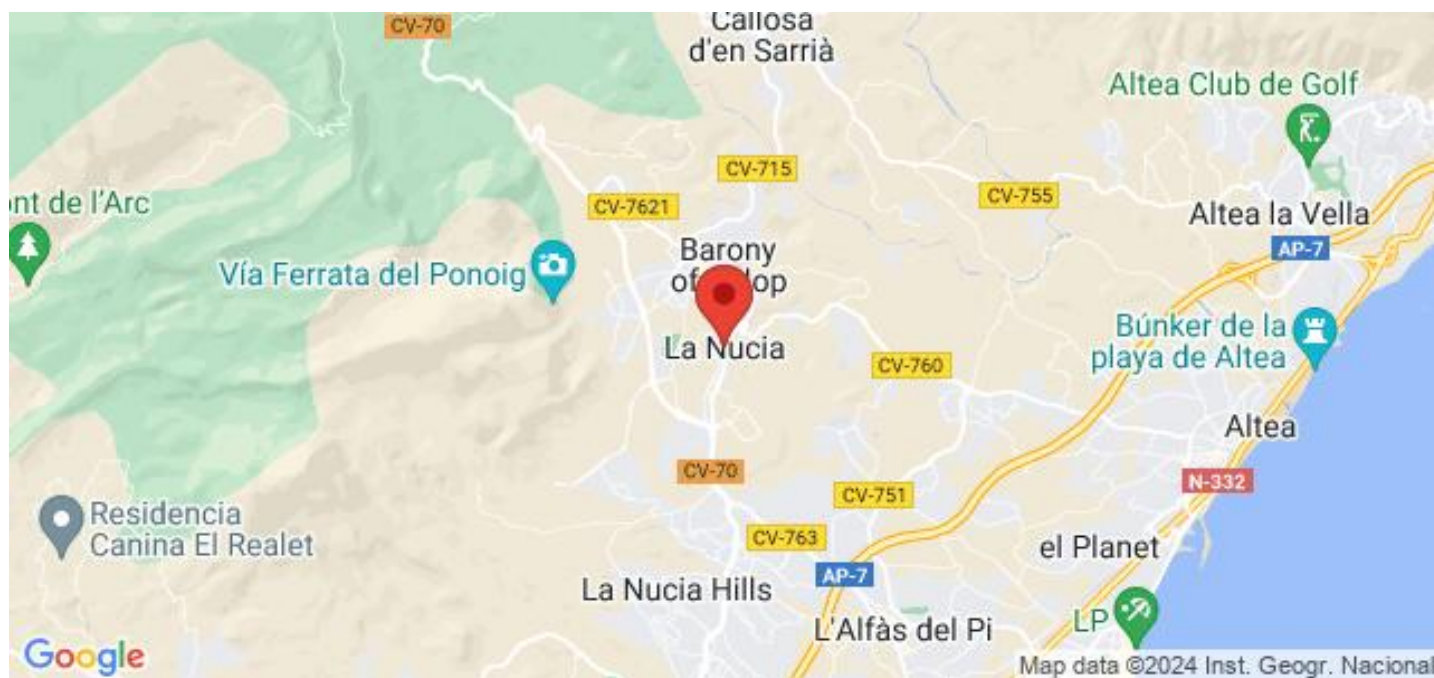 CV-70
Callosa
d'en Sarrià
Altea Club de Golf
CV-715
CV-755
ont de l'Arc
CV-7621
Altea la Vella
AP-7
Barony
Vía Ferrata del Ponoig
La Nucia
Búnker de la
playa de Altea
CV-760
Altea
CV-70
N-332
CV-751
Residencia
Canina El Realet
CV-763
el Planet
AP-7
La Nucia Hills
LP
L'Alfàs del Pi
Google
Map data ©2024 Inst. Geogr. Nacional